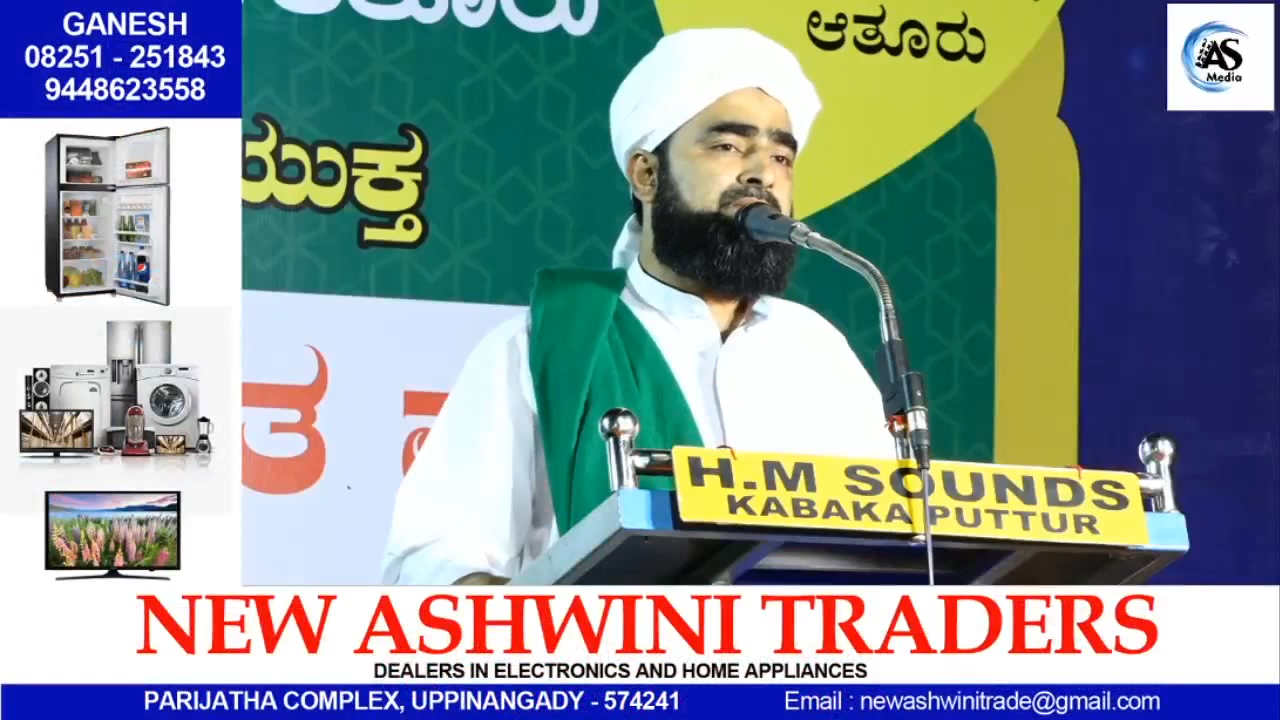 GANESH
08251 - 251843
9448623558
ಆತೂರು
ಆತೂರು
AS
Media
ಯುಕ್ತ
H.M SOUNDS
KABAKA PUTTUR
NEW ASHWINI TRADERS
DEALERS IN ELECTRONICS AND HOME APPLIANCES
PARIJATHA COMPLEX, UPPINANGADY - 574241
Email : newashwinitrade@gmail.com